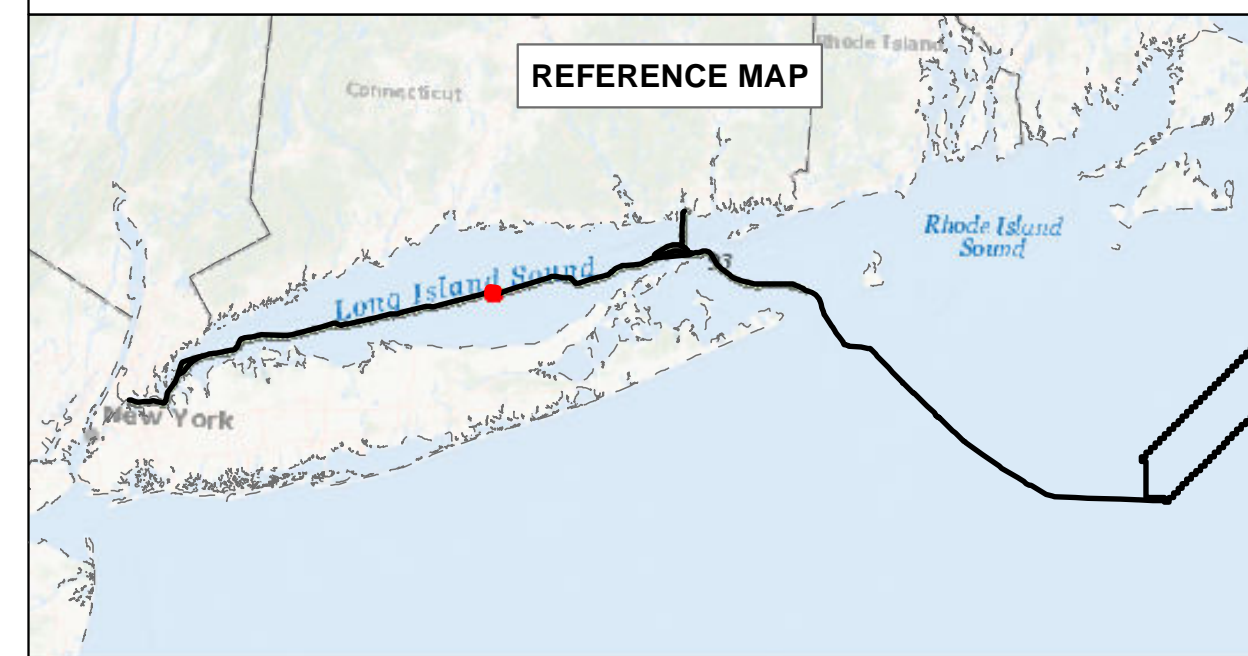 REFERENCE MAP
Rhode Island
Connecticut
Rhode Island
Sound
Long Island Sound
New York